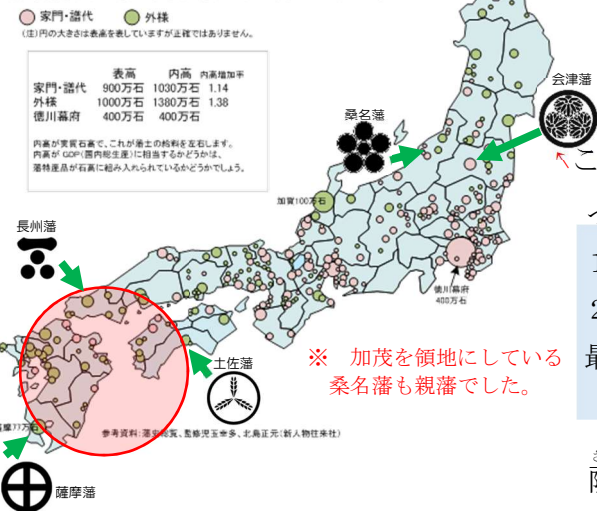 家門・譜代 外様
(注)円の大きさは表高を表していますが正確ではありません。
表高 内高 内高増加率
家門・譜代 900万石 1030万石 1.14
外様 1000万石 1380万石 1.38
徳川幕府 400万石 400万石
内高が実質石高で、これが藩士の給料を左右します。
内高が GDP(国内総生産)に相当するかどうかは、
藩特産品が石高に組み入れられているかどうかでしょう。
会津藩
桑名藩
加賀100万石
長州藩
徳川幕府
400万石
土佐藩
※ 加茂を領地にしている
桑名藩も親藩でした。
摩77万石
参考資料:藩史総覧、監修児玉幸多、北島正元(新人物往来社)
薩摩藩
こ
1
2
最